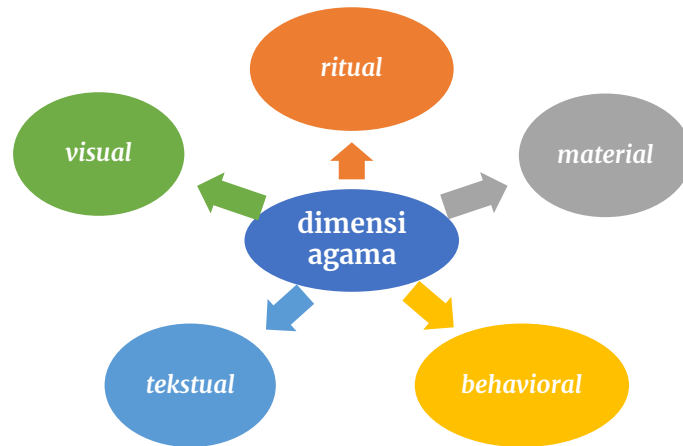 ritual
visual
material
dimensi
agama
tekstual
behavioral